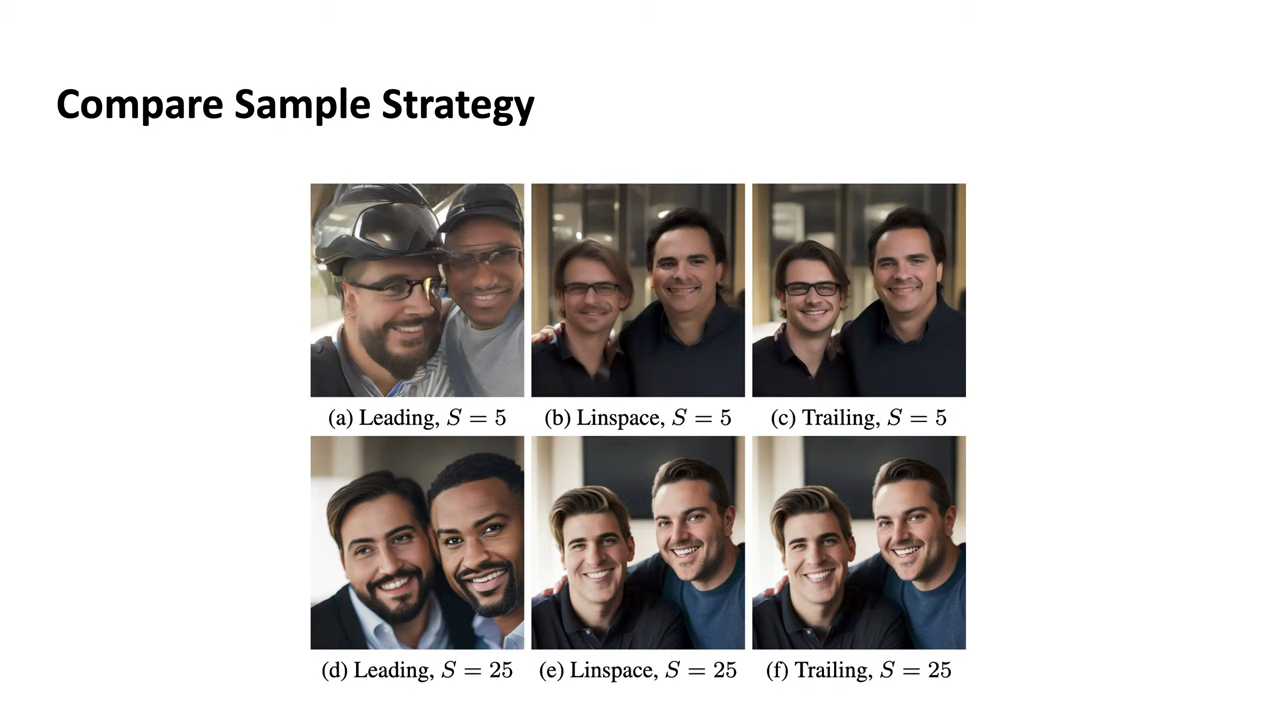 Compare Sample Strategy
(a) Leading, S = 5
(b) Linspace, S = 5
(c) Trailing, S = 5
(d) Leading, S = 25
(e) Linspace, S = 25
(f) Trailing, S = 25